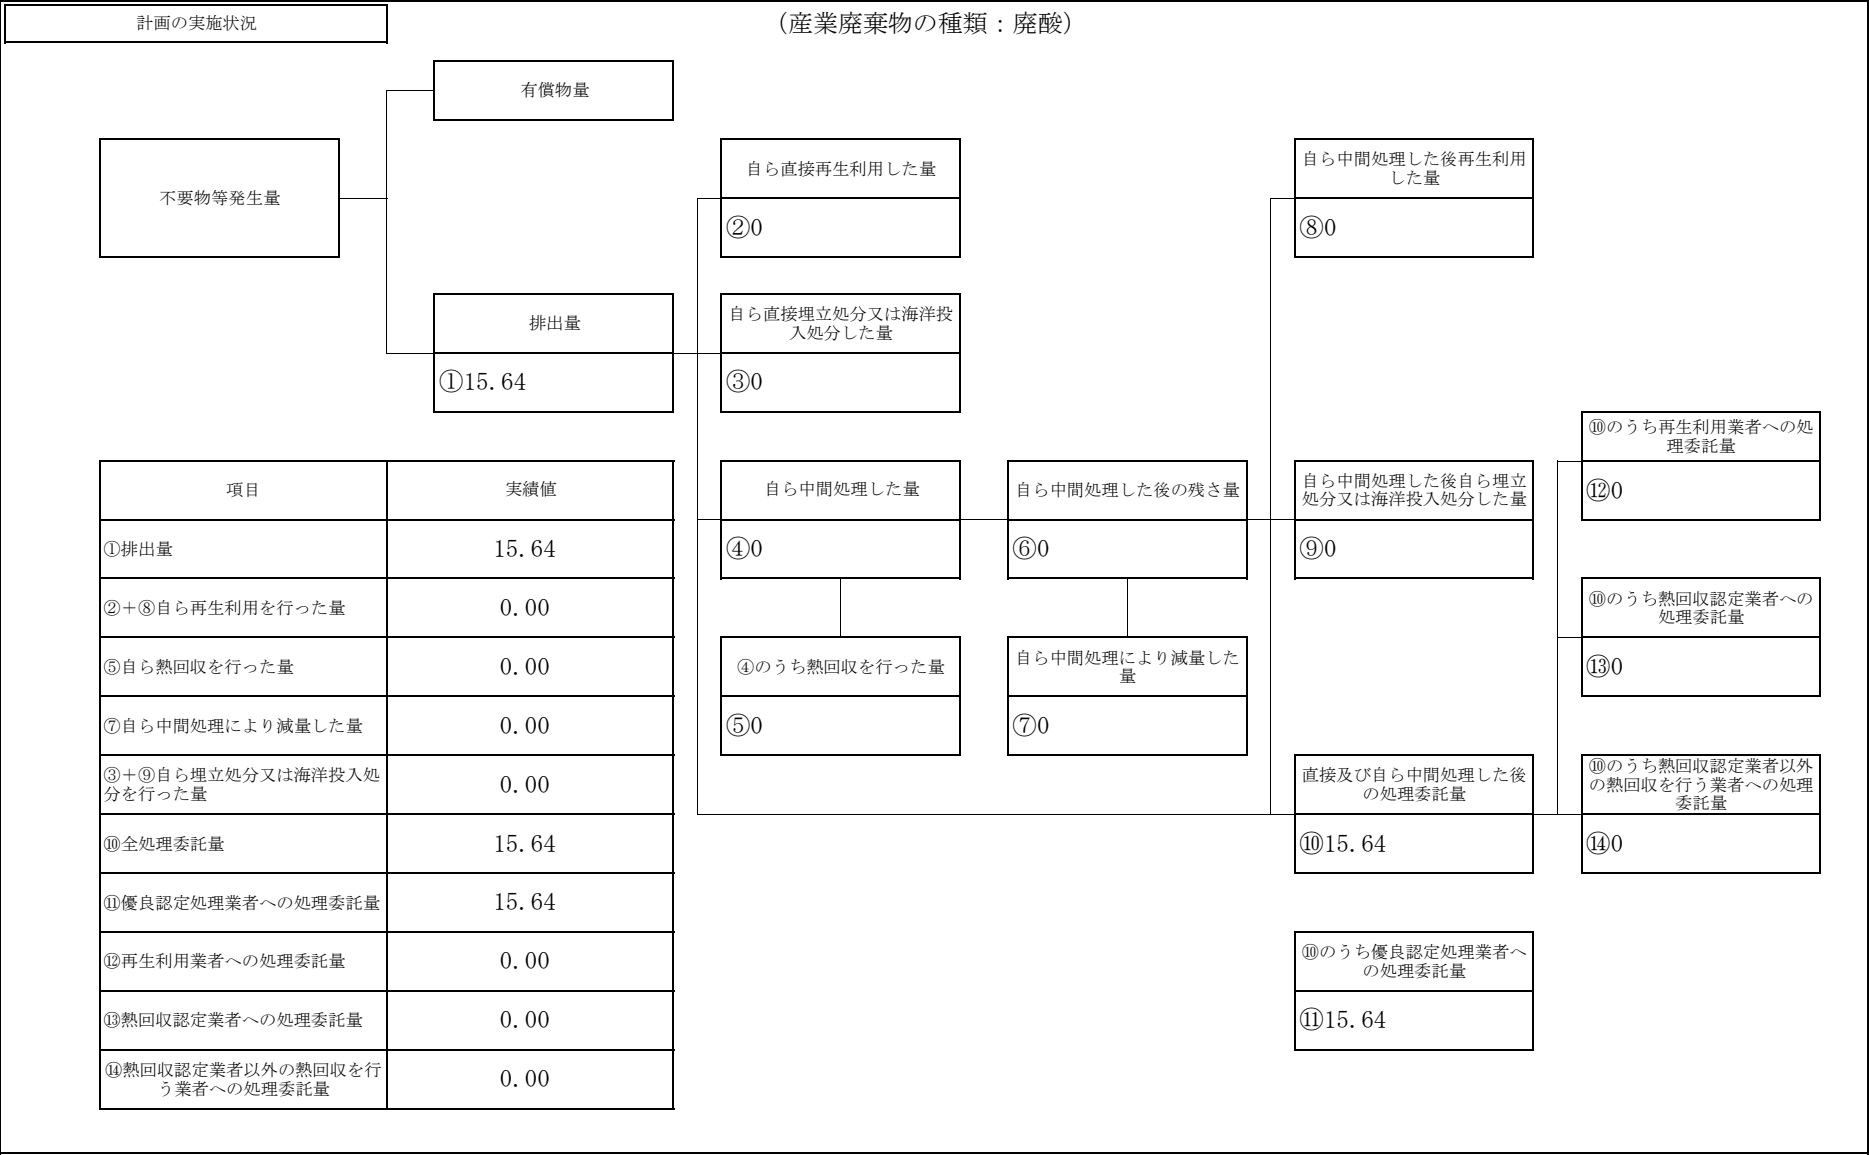 計画の実施状況
（産業廃棄物の種類：廃酸）
有償物量
不要物等発生量
自ら直接再生利用した量
②0
自ら中間処理した後再生利用
した量
⑧0
排出量
①15.64
自ら直接埋立処分又は海洋投
入処分した量
③0
⑩のうち再生利用業者への処
理委託量
⑫0
自ら中間処理した量
④0
自ら中間処理した後の残さ量
⑥0
自ら中間処理した後自ら埋立
処分又は海洋投入処分した量
⑨0
⑩のうち熱回収認定業者への
処理委託量
⑬0
④のうち熱回収を行った量
⑤0
自ら中間処理により減量した
量
⑦0
直接及び自ら中間処理した後
の処理委託量
⑩15.64
⑩のうち熱回収認定業者以外
の熱回収を行う業者への処理
委託量
⑭0
⑩のうち優良認定処理業者へ
の処理委託量
⑪15.64
項目 実績値
①排出量 15.64
②＋⑧自ら再生利用を行った量 0.00
⑤自ら熱回収を行った量 0.00
⑦自ら中間処理により減量した量 0.00
③＋⑨自ら埋立処分又は海洋投入処
分を行った量 0.00
⑩全処理委託量 15.64
⑪優良認定処理業者への処理委託量 15.64
⑫再生利用業者への処理委託量 0.00
⑬熱回収認定業者への処理委託量 0.00
⑭熱回収認定業者以外の熱回収を行
う業者への処理委託量 0.00